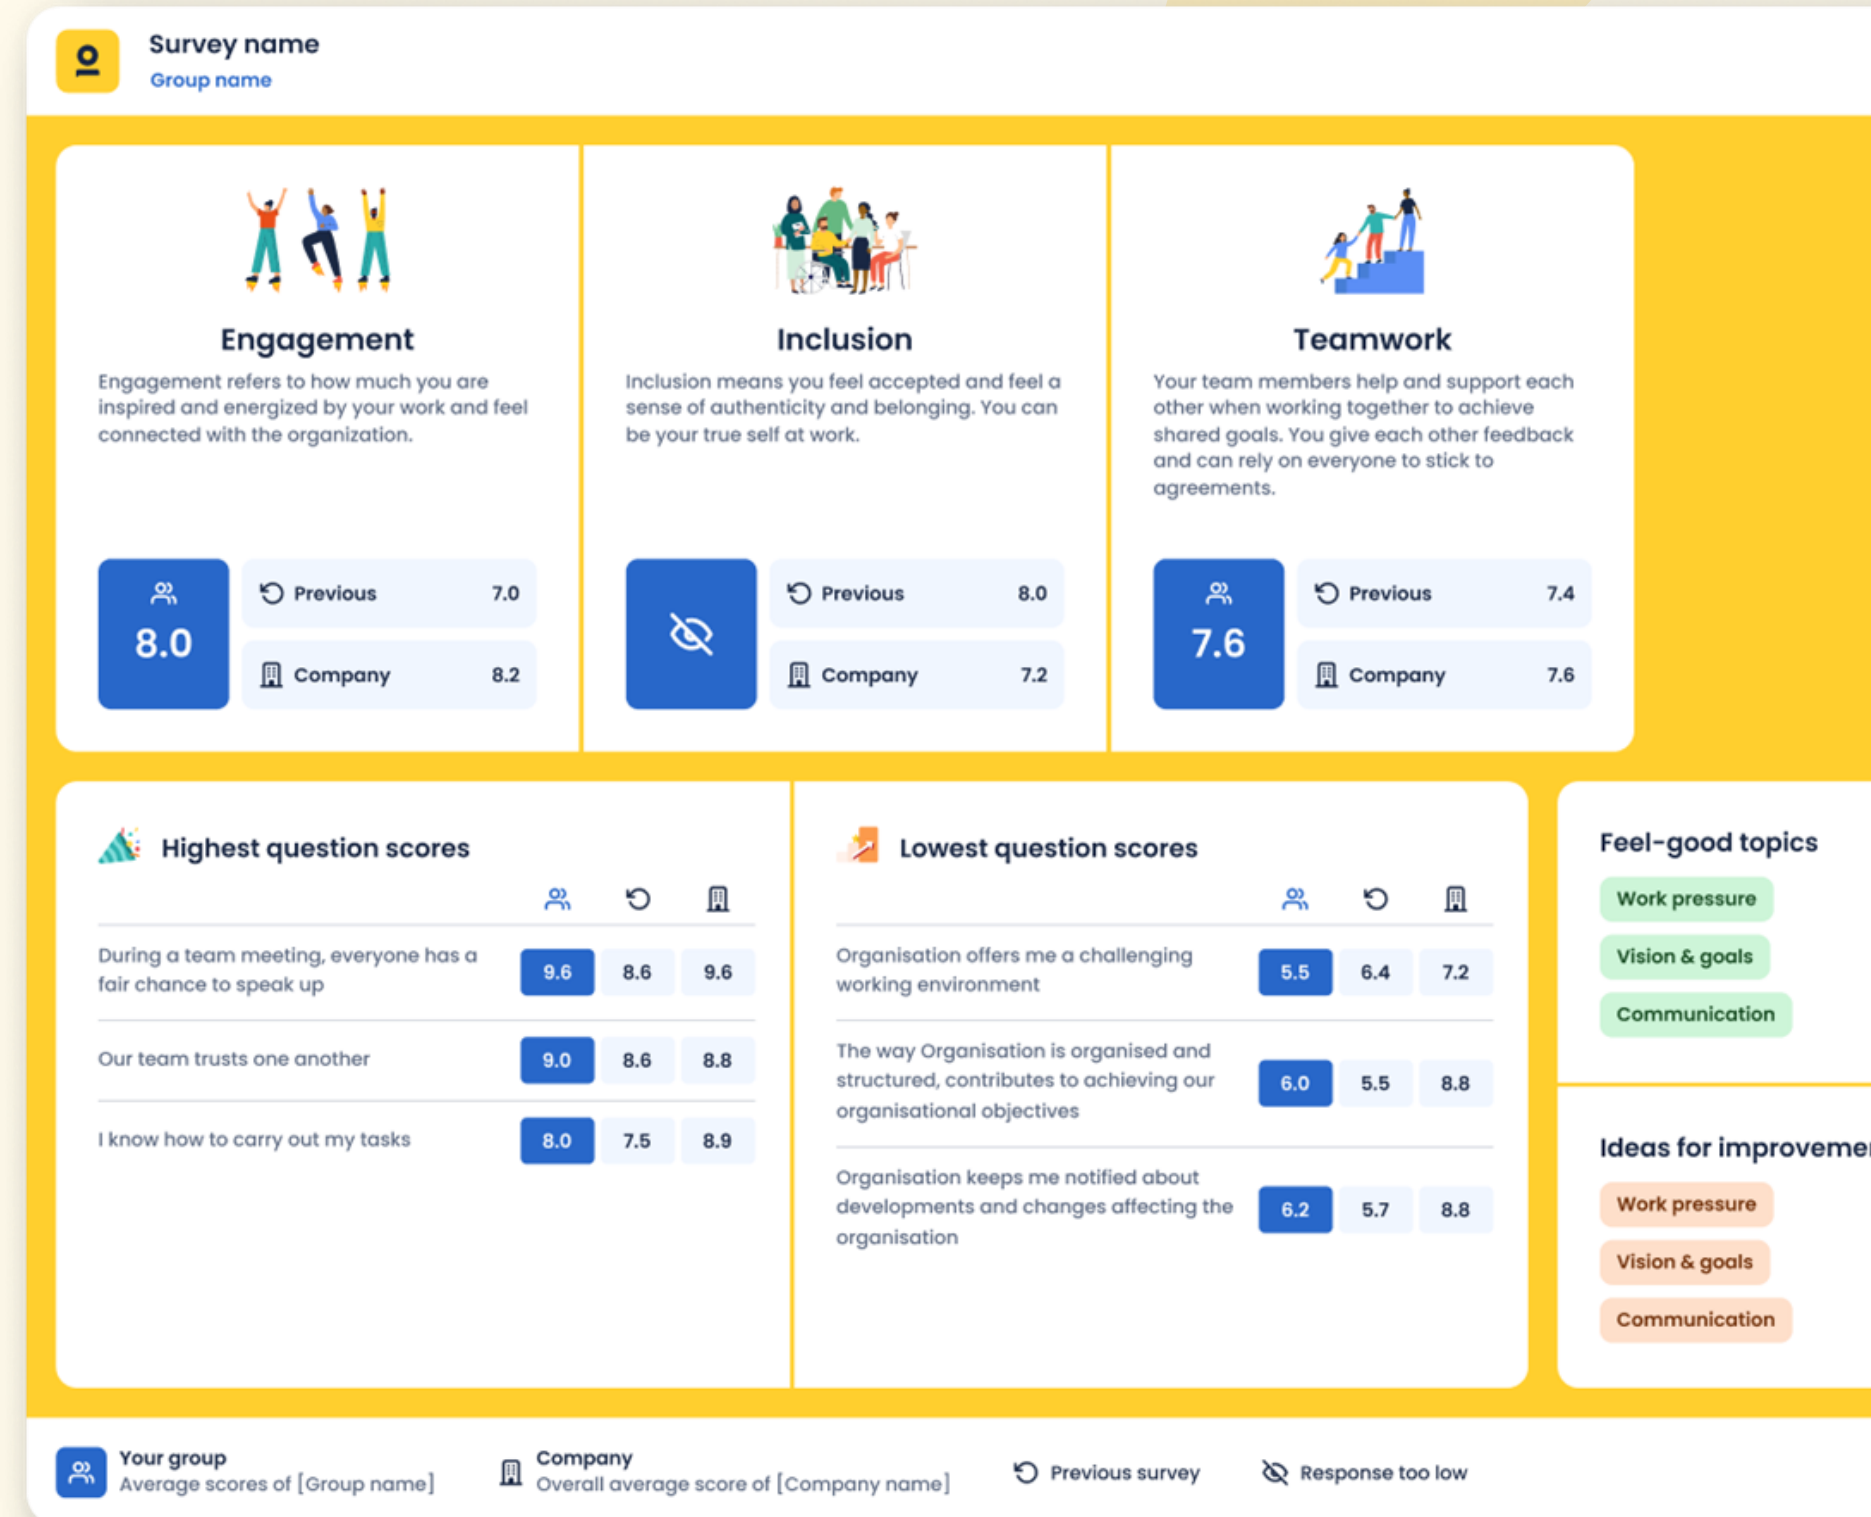 Survey name
Group name
Engagement
Engagement refers to how much you are
inspired and energized by your work and feel
connected with the organization.
8.0
Previous 7.0
Company 8.2
Inclusion
Inclusion means you feel accepted and feel a
sense of authenticity and belonging. You can
be your true self at work.
Previous 8.0
Company 7.2
Teamwork
Your team members help and support each
other when working together to achieve
shared goals. You give each other feedback
and can rely on everyone to stick to
agreements.
7.6
Previous 7.4
Company 7.6
Highest question scores
During a team meeting, everyone has a
fair chance to speak up
9.6 8.6 9.6
Our team trusts one another 9.0 8.6 8.8
I know how to carry out my tasks 8.0 7.5 8.9
Lowest question scores
Organisation offers me a challenging
working environment
5.5 6.4 7.2
The way Organisation is organised and
structured, contributes to achieving our
organisational objectives
6.0 5.5 8.8
Organisation keeps me notified about
developments and changes affecting the
organisation
6.2 5.7 8.8
Feel-good topics
Work pressure
Vision & goals
Communication
Ideas for
Work pressure
Vision & goals
Communication
Your group
Average scores of [Group name]
Company
Overall average score of [Company name]
Previous survey
Response too low